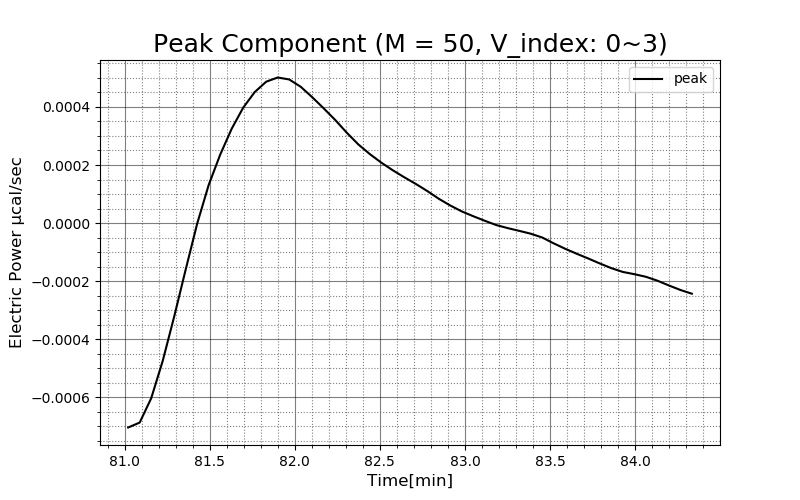 Peak Component (M = 50, V_index: 0~3)
peak
Electric Power μcal/sec
0.0004
0.0002
0.0000
−0.0002
−0.0004
−0.0006
81.0 81.5 82.0 82.5 83.0 83.5 84.0
Time[min]